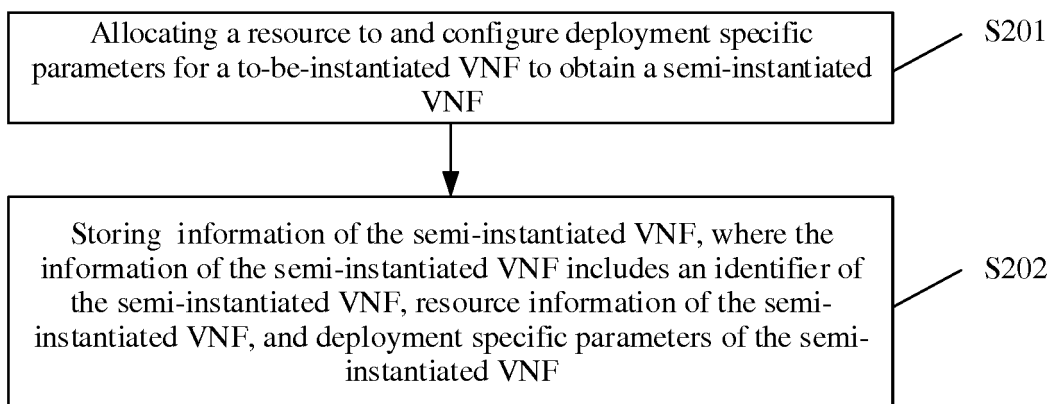 Allocating a resource to and configure deployment specific
parameters for a to-be-instantiated VNF to obtain a semi-instantiated
VNF
S201
Storing information of the semi-instantiated VNF, where the
information of the semi-instantiated VNF includes an identifier of
the semi-instantiated VNF, resource information of the semi-
instantiated VNF, and deployment specific parameters of the semi-
instantiated VNF
S202